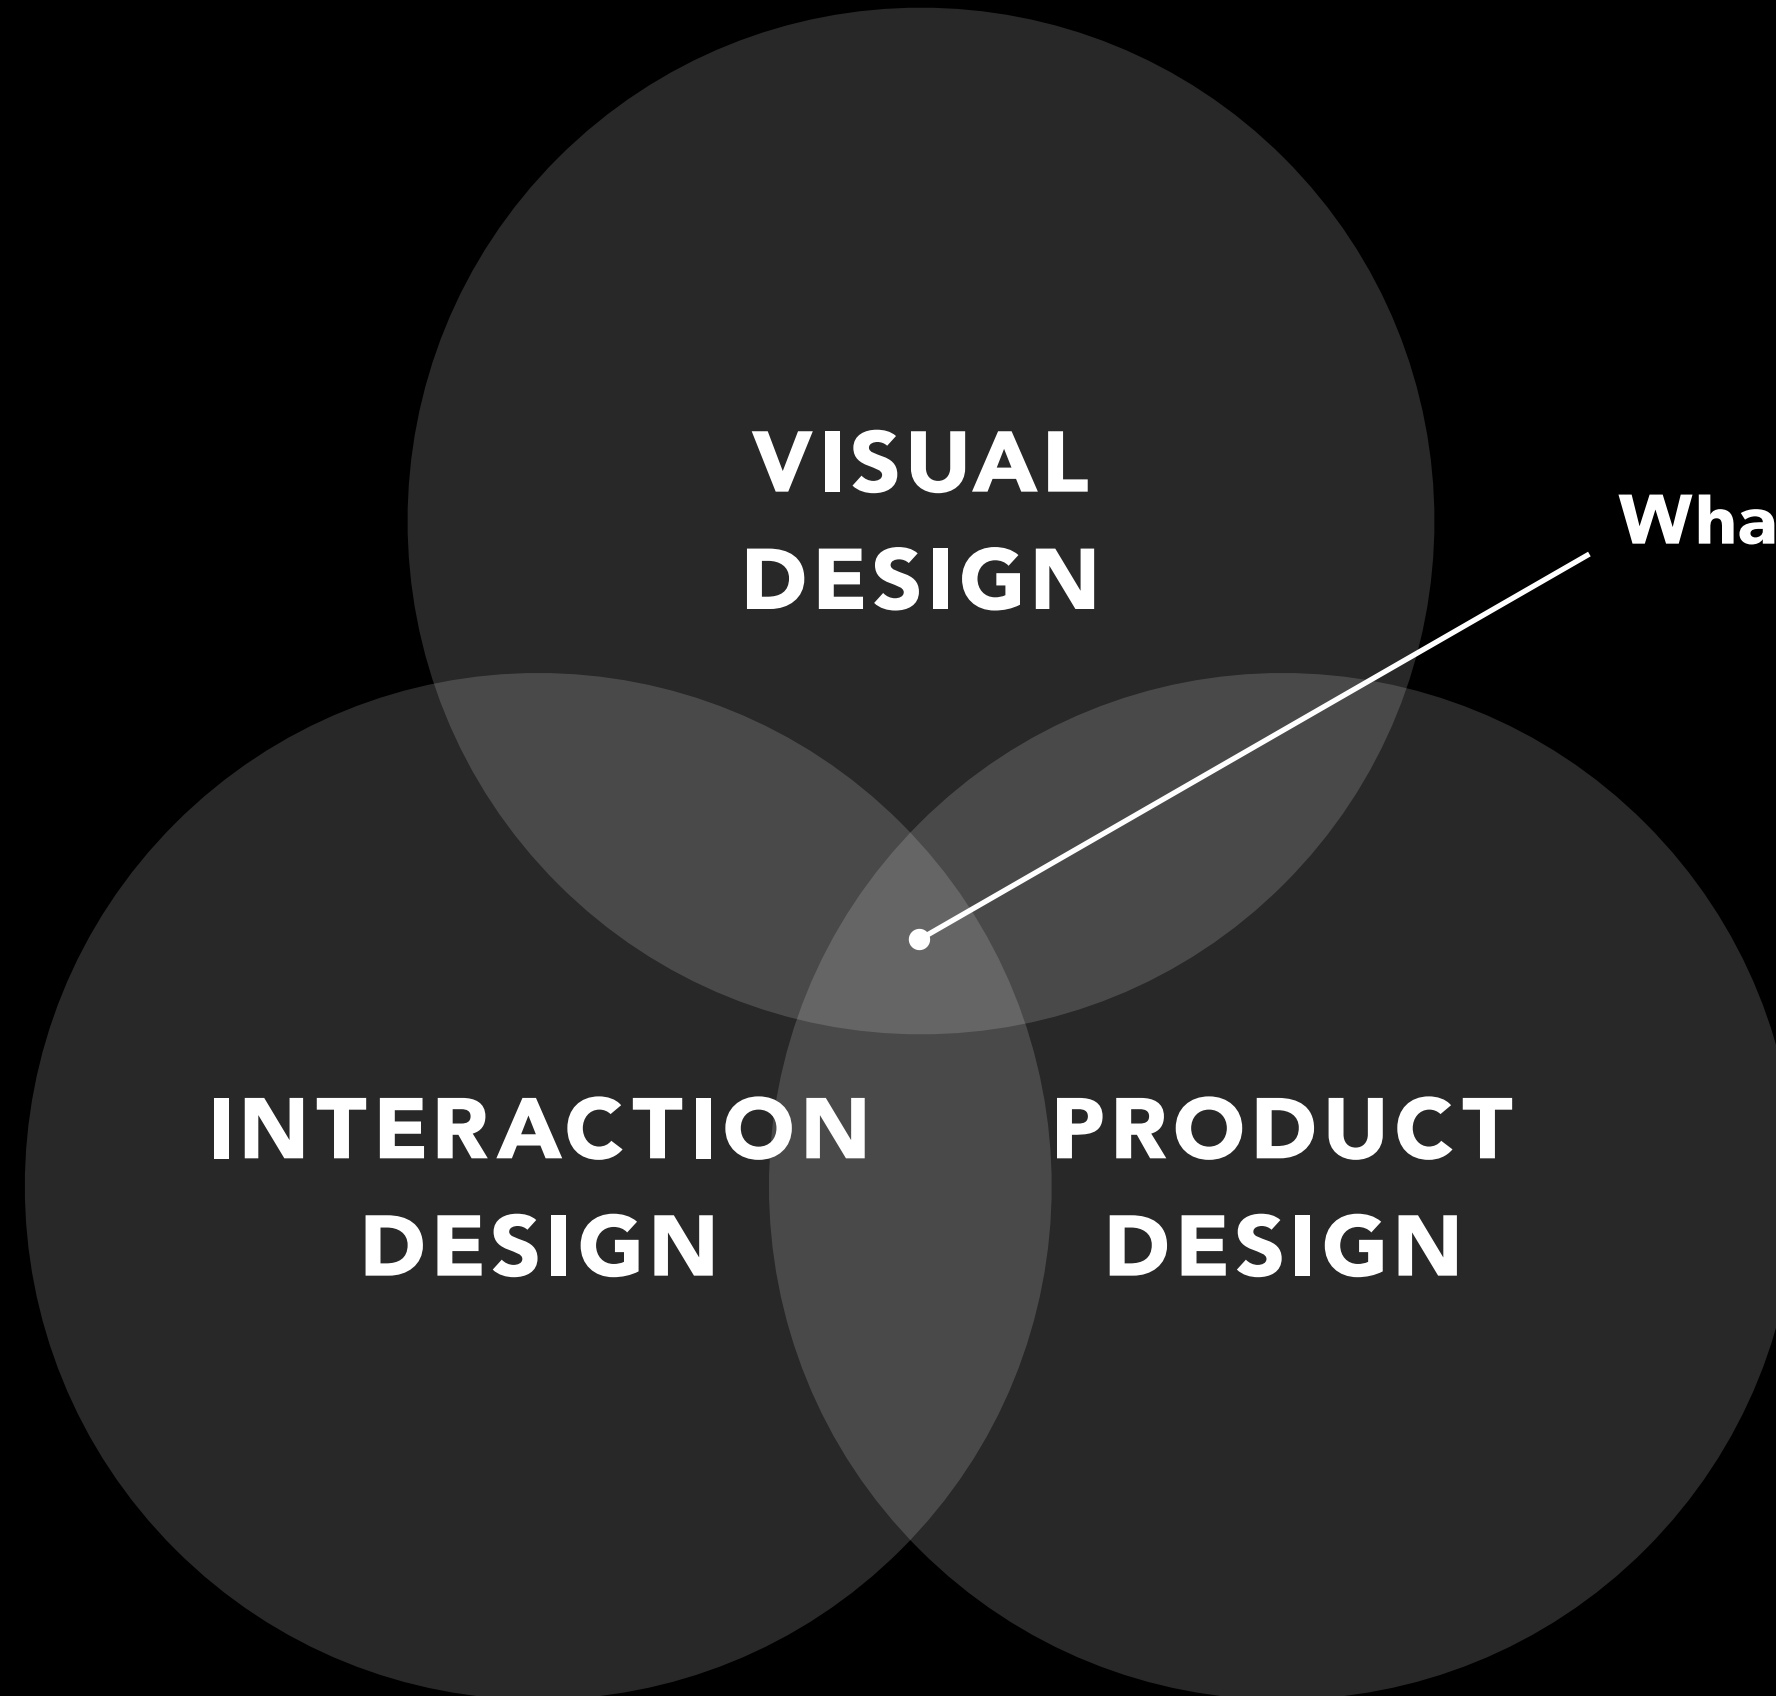 VISUAL
DESIGN
Wha
INTERACTION
DESIGN
PRODUCT
DESIGN